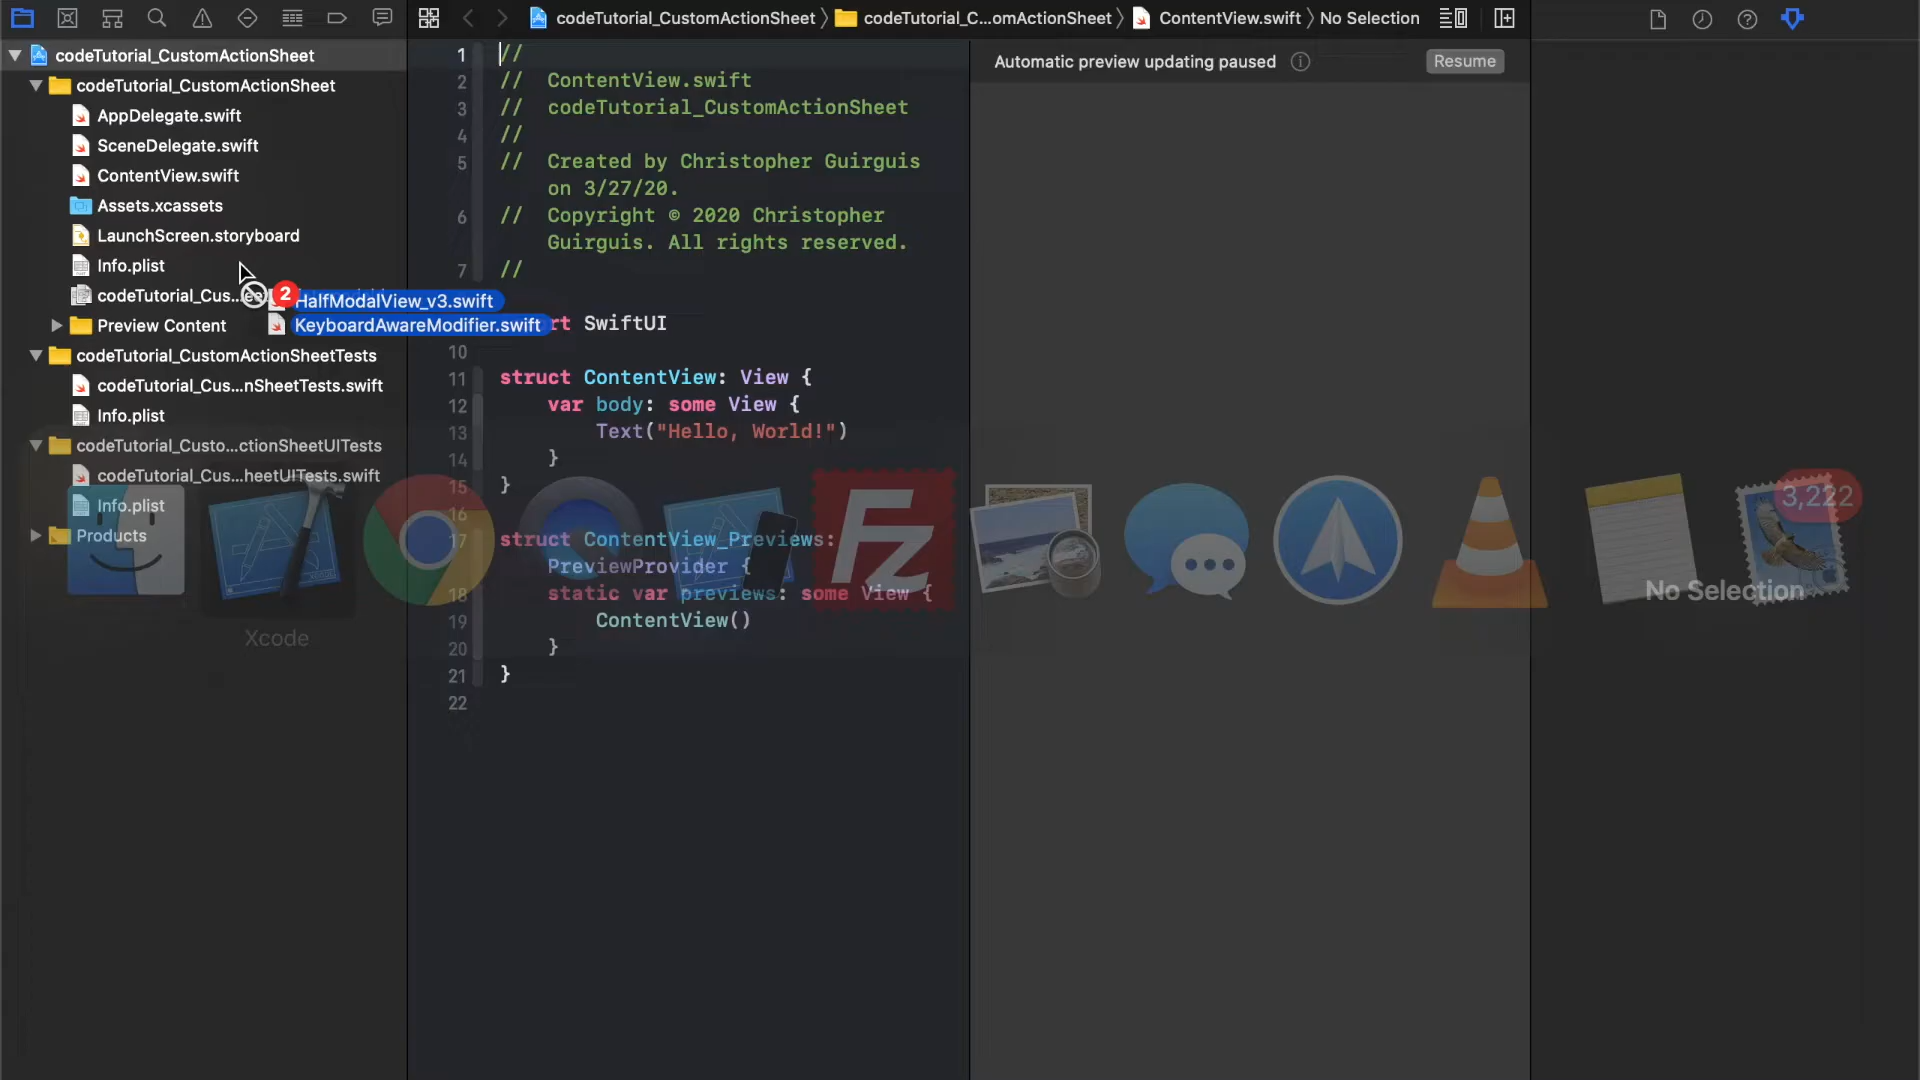 codeTutorial_CustomActionSheet
codeTutorial_CustomActionSheet
AppDelegate.swift
SceneDelegate.swift
ContentView.swift
Assets.xcassets
LaunchScreen.storyboard
Info.plist
codeTutorial_Cus...
Preview Content
codeTutorial_CustomActionSheetTests
codeTutorial_Cus...nSheetTests.swift
Info.plist
codeTutorial_Custo...ctionSheetUITests
codeTutorial_Cus...heetUITests.swift
Info.plist
Products
2
HalfModalView_v3.swift
KeyboardAwareModifier.swift
codeTutorial_CustomActionSheet
codeTutorial_C...omActionSheet
ContentView.swift
No Selection
1 //
2 // ContentView.swift
3 // codeTutorial_CustomActionSheet
4 //
5 // Created by Christopher Guirguis
on 3/27/20.
6 // Copyright © 2020 Christopher
Guirguis. All rights reserved.
7 //
rt SwiftUI
10
11 struct ContentView: View {
12 var body: some View {
13 Text("Hello, World!")
14 }
15 }
16
17 struct ContentView_Previews:
PreviewProvider {
18 static var previews: some View {
19 ContentView()
20 }
21 }
22
Automatic preview updating paused
Resume
No Selection
Xcode
Fz
3,222